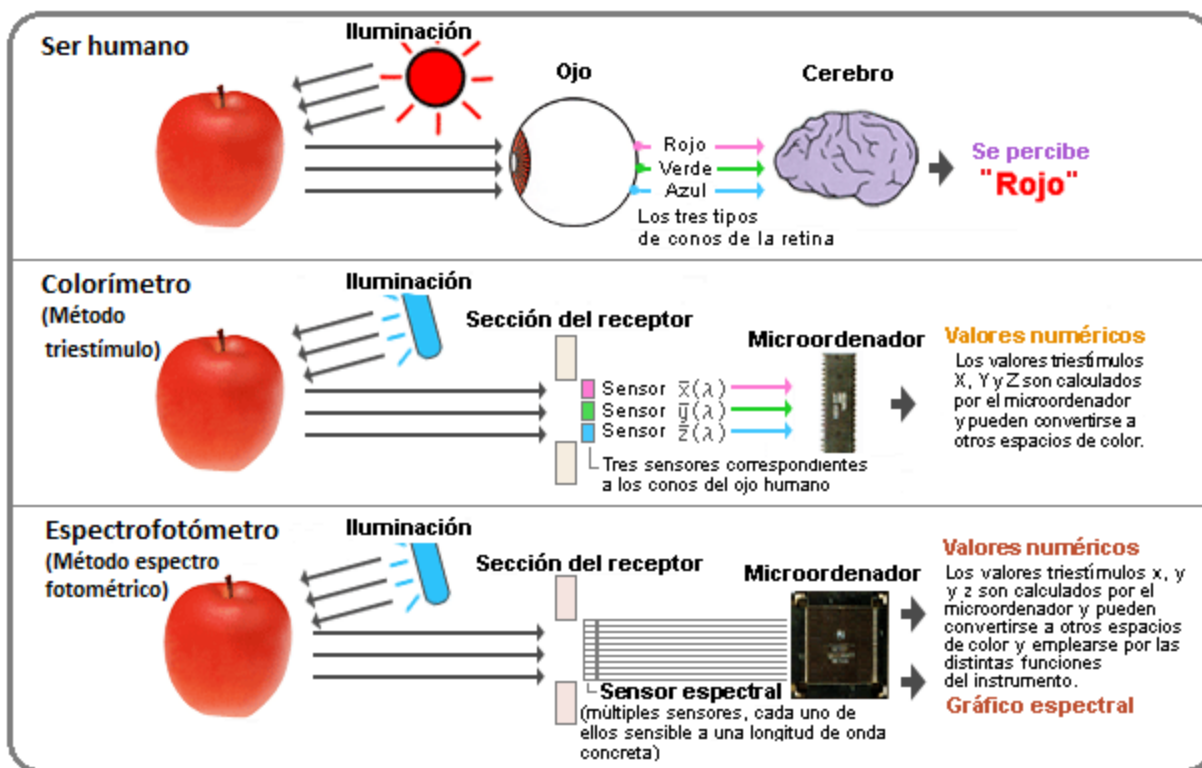 Ser humano
Iluminación
Ojo
Cerebro
Rojo
Verde
Azul
Los tres tipos
de conos de la retina
Se percibe
"Rojo"
Colorímetro
(Método
triestímulo)
Iluminación
Sección del receptor
Sensor x̅(λ)
Sensor y̅(λ)
Sensor z̅(λ)
Tres sensores correspondientes
a los conos del ojo humano
Microordenador
Valores numéricos
Los valores triestímulos
X, Y y Z son calculados
por el microordenador
y pueden convertirse a
otros espacios de color.
Espectrofotómetro
(Método espectro
fotométrico)
Iluminación
Sección del receptor
Sensor espectral
(múltiples sensores, cada uno de
ellos sensible a una longitud de onda
concreta)
Microordenador
Valores numéricos
Los valores triestímulos x, y
y z son calculados por el
microordenador y pueden
convertirse a otros espacios
de color y emplearse por las
distintas funciones
del instrumento.
Gráfico espectral